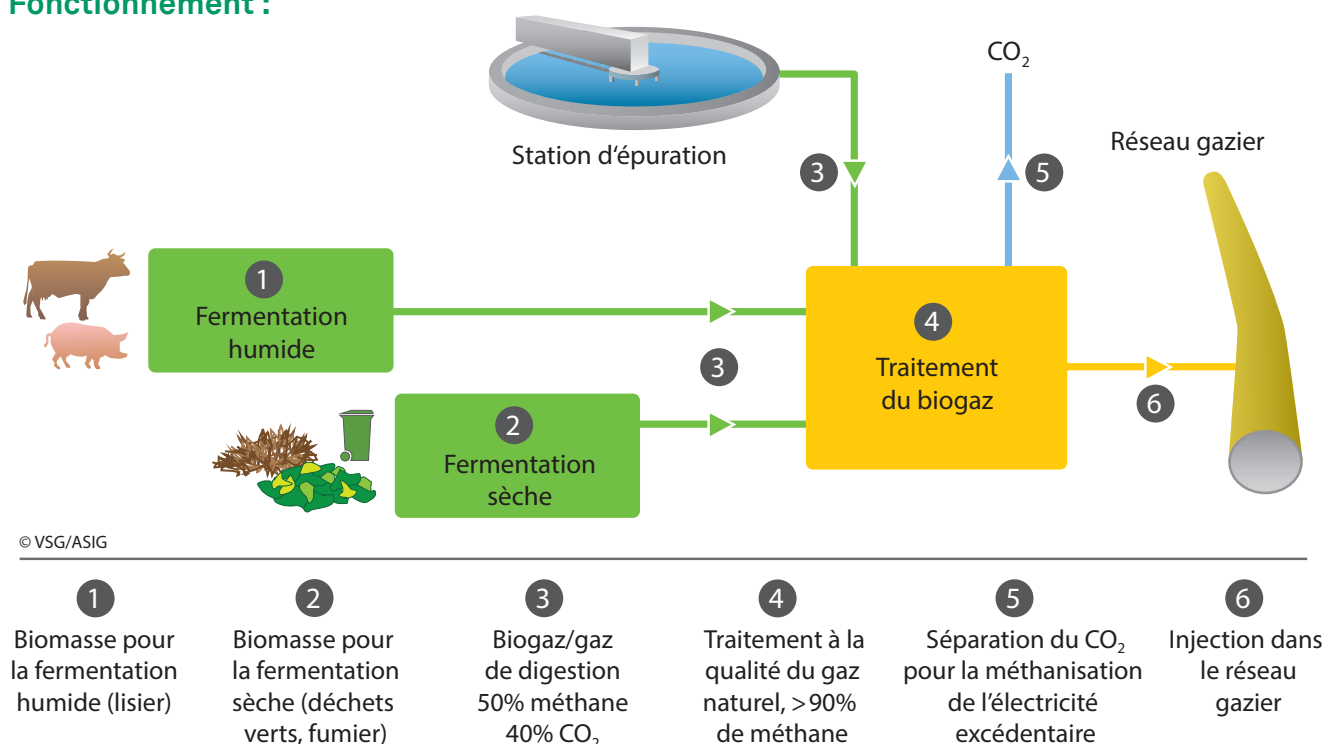 Fonctionnement :
CO₂
Station d‘épuration
Réseau gazier
3
5
1
Fermentation
humide
4
Traitement
du biogaz
3
6
2
Fermentation
sèche
© VSG/ASIG
1
Biomasse pour
la fermentation
humide (lisier)
2
Biomasse pour
la fermentation
sèche (déchets
verts, fumier)
3
Biogaz/gaz
de digestion
50% méthane
40% CO₂
4
Traitement à la
qualité du gaz
naturel, >90%
de méthane
5
Séparation du CO₂
pour la méthanisation
de l’électricité
excédentaire
6
Injection dans
le réseau
gazier